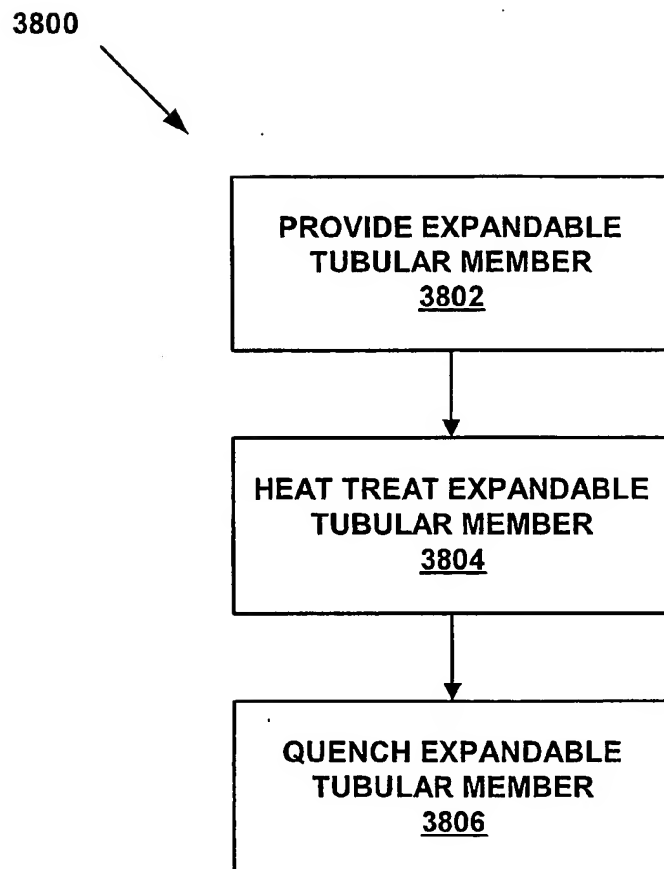 3800
PROVIDE EXPANDABLE
TUBULAR MEMBER
3802
HEAT TREAT EXPANDABLE
TUBULAR MEMBER
3804
QUENCH EXPANDABLE
TUBULAR MEMBER
3806